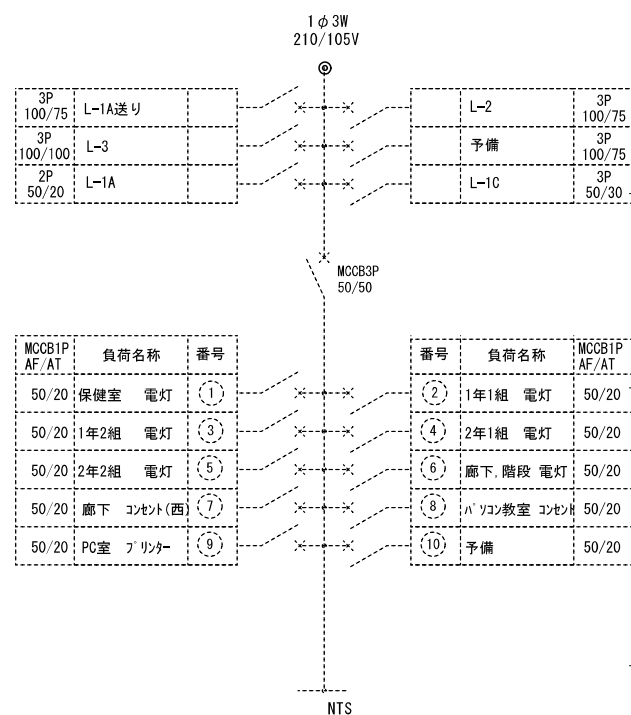 1φ3W
210/105V
3P
100/75 L-1A送り
L-2 3P
100/75
3P
100/100 L-3
予備 3P
100/75
2P
50/20 L-1A
L-1C 3P
50/30
MCCB3P
50/50
MCCB1P
AF/AT 負荷名称 番号
番号 負荷名称 MCCB1P
AF/AT
50/20 保健室 電灯 1
2 1年1組 電灯 50/20
50/20 1年2組 電灯 3
4 2年1組 電灯 50/20
50/20 2年2組 電灯 5
6 廊下,階段 電灯 50/20
50/20 廊下 コンセント(西) 7
8 パソコン教室 コンセント 50/20
50/20 PC室 プリンター 9
10 予備 50/20
NTS